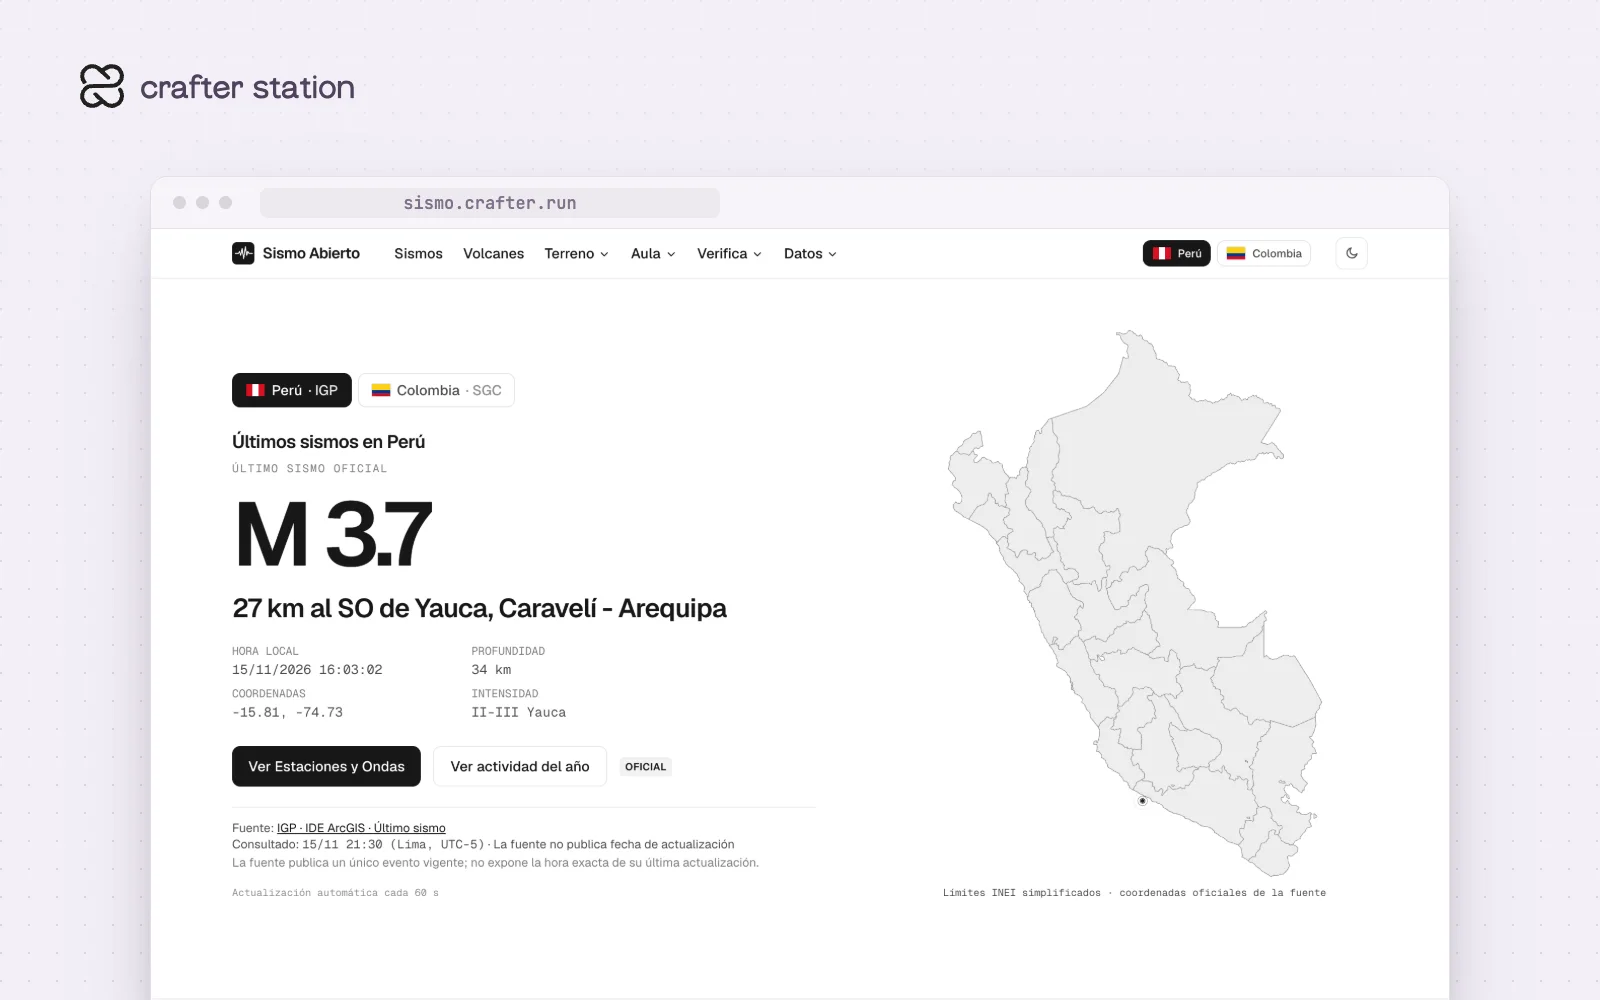 crafter station
sismo.crafter.run
Sismo Abierto Sismos Volcanes Terreno Aula Verifica Datos Perú Colombia
Perú · IGP Colombia · SGC
Últimos sismos en Perú
ÚLTIMO SISMO OFICIAL
M 3.7
27 km al SO de Yauca, Caravelí - Arequipa
HORA LOCAL PROFUNDIDAD
15/11/2026 16:03:02 34 km
COORDENADAS INTENSIDAD
-15.81, -74.73 II-III Yauca
Ver Estaciones y Ondas Ver actividad del año OFICIAL
Fuente: IGP · IDE ArcGIS · Último sismo
Consultado: 15/11 21:30 (Lima, UTC-5) · La fuente no publica fecha de actualización
La fuente publica un único evento vigente; no expone la hora exacta de su última actualización.
Actualización automática cada 60 s
Límites INEI simplificados · coordenadas oficiales de la fuente